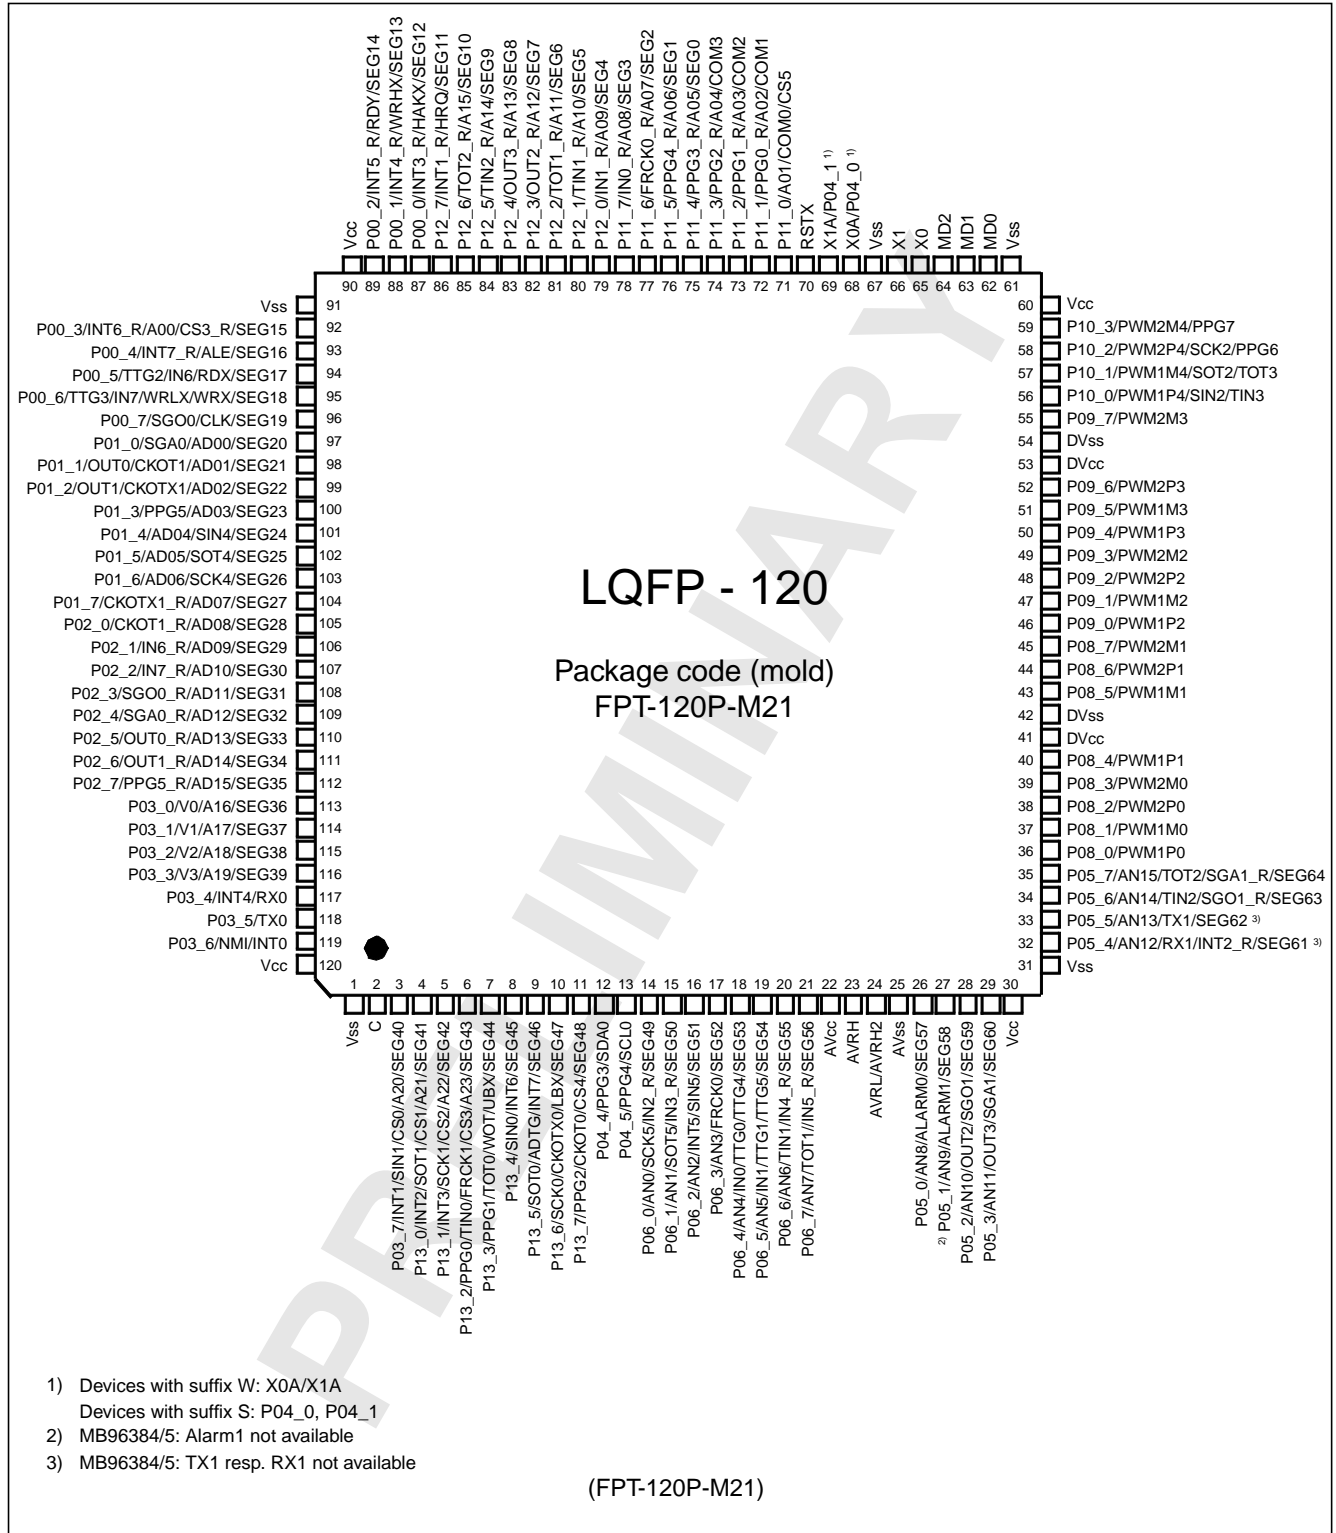 Vcc
P00_2/INT5_R/RDY/SEG14
P00_1/INT4_R/WRHX/SEG13
P00_0/INT3_R/HAKX/SEG12
P12_7/INT1_R/HRQ/SEG11
P12_6/TOT2_R/A15/SEG10
P12_5/TIN2_R/A14/SEG9
P12_4/OUT3_R/A13/SEG8
P12_3/OUT2_R/A12/SEG7
P12_2/TOT1_R/A11/SEG6
P12_1/TIN1_R/A10/SEG5
P12_0/IN1_R/A09/SEG4
P11_7/IN0_R/A08/SEG3
P11_6/FRCK0_R/A07/SEG2
P11_5/PPG4_R/A06/SEG1
P11_4/PPG3_R/A05/SEG0
P11_3/PPG2_R/A04/COM3
P11_2/PPG1_R/A03/COM2
P11_1/PPG0_R/A02/COM1
P11_0/A01/COM0/CS5
RSTX
X1A/P04_1 1)
X0A/P04_0 1)
Vss
X1
X0
MD2
MD1
MD0
Vss
90 89 88 87 86 85 84 83 82 81 80 79 78 77 76 75 74 73 72 71 70 69 68 67 66 65 64 63 62 61
Vss 91
P00_3/INT6_R/A00/CS3_R/SEG15 92
P00_4/INT7_R/ALE/SEG16 93
P00_5/TTG2/IN6/RDX/SEG17 94
P00_6/TTG3/IN7/WRLX/WRX/SEG18 95
P00_7/SGO0/CLK/SEG19 96
P01_0/SGA0/AD00/SEG20 97
P01_1/OUT0/CKOT1/AD01/SEG21 98
P01_2/OUT1/CKOTX1/AD02/SEG22 99
P01_3/PPG5/AD03/SEG23 100
P01_4/AD04/SIN4/SEG24 101
P01_5/AD05/SOT4/SEG25 102
P01_6/AD06/SCK4/SEG26 103
P01_7/CKOTX1_R/AD07/SEG27 104
P02_0/CKOT1_R/AD08/SEG28 105
P02_1/IN6_R/AD09/SEG29 106
P02_2/IN7_R/AD10/SEG30 107
P02_3/SGO0_R/AD11/SEG31 108
P02_4/SGA0_R/AD12/SEG32 109
P02_5/OUT0_R/AD13/SEG33 110
P02_6/OUT1_R/AD14/SEG34 111
P02_7/PPG5_R/AD15/SEG35 112
P03_0/V0/A16/SEG36 113
P03_1/V1/A17/SEG37 114
P03_2/V2/A18/SEG38 115
P03_3/V3/A19/SEG39 116
P03_4/INT4/RX0 117
P03_5/TX0 118
P03_6/NMI/INT0 119
Vcc 120
LQFP - 120
Package code (mold)
FPT-120P-M21
PRELIMINARY
60 Vcc
59 P10_3/PWM2M4/PPG7
58 P10_2/PWM2P4/SCK2/PPG6
57 P10_1/PWM1M4/SOT2/TOT3
56 P10_0/PWM1P4/SIN2/TIN3
55 P09_7/PWM2M3
54 DVss
53 DVcc
52 P09_6/PWM2P3
51 P09_5/PWM1M3
50 P09_4/PWM1P3
49 P09_3/PWM2M2
48 P09_2/PWM2P2
47 P09_1/PWM1M2
46 P09_0/PWM1P2
45 P08_7/PWM2M1
44 P08_6/PWM2P1
43 P08_5/PWM1M1
42 DVss
41 DVcc
40 P08_4/PWM1P1
39 P08_3/PWM2M0
38 P08_2/PWM2P0
37 P08_1/PWM1M0
36 P08_0/PWM1P0
35 P05_7/AN15/TOT2/SGA1_R/SEG64
34 P05_6/AN14/TIN2/SGO1_R/SEG63
33 P05_5/AN13/TX1/SEG62 3)
32 P05_4/AN12/RX1/INT2_R/SEG61 3)
31 Vss
1 2 3 4 5 6 7 8 9 10 11 12 13 14 15 16 17 18 19 20 21 22 23 24 25 26 27 28 29 30
Vss
C
P03_7/INT1/SIN1/CS0/A20/SEG40
P13_0/INT2/SOT1/CS1/A21/SEG41
P13_1/INT3/SCK1/CS2/A22/SEG42
P13_2/PPG0/TIN0/FRCK1/CS3/A23/SEG43
P13_3/PPG1/TOT0/WOT/UBX/SEG44
P13_4/SIN0/INT6/SEG45
P13_5/SOT0/ADTG/INT7/SEG46
P13_6/SCK0/CKOTX0/LBX/SEG47
P13_7/PPG2/CKOT0/CS4/SEG48
P04_4/PPG3/SDA0
P04_5/PPG4/SCL0
P06_0/AN0/SCK5/IN2_R/SEG49
P06_1/AN1/SOT5/IN3_R/SEG50
P06_2/AN2/INT5/SIN5/SEG51
P06_3/AN3/FRCK0/SEG52
P06_4/AN4/IN0/TTG0/TTG4/SEG53
P06_5/AN5/IN1/TTG1/TTG5/SEG54
P06_6/AN6/TIN1/IN4_R/SEG55
P06_7/AN7/TOT1//IN5_R/SEG56
AVcc
AVRH
AVRL/AVRH2
AVss
P05_0/AN8/ALARM0/SEG57
2) P05_1/AN9/ALARM1/SEG58
P05_2/AN10/OUT2/SGO1/SEG59
P05_3/AN11/OUT3/SGA1/SEG60
Vcc
1) Devices with suffix W: X0A/X1A
Devices with suffix S: P04_0, P04_1
2) MB96384/5: Alarm1 not available
3) MB96384/5: TX1 resp. RX1 not available
(FPT-120P-M21)